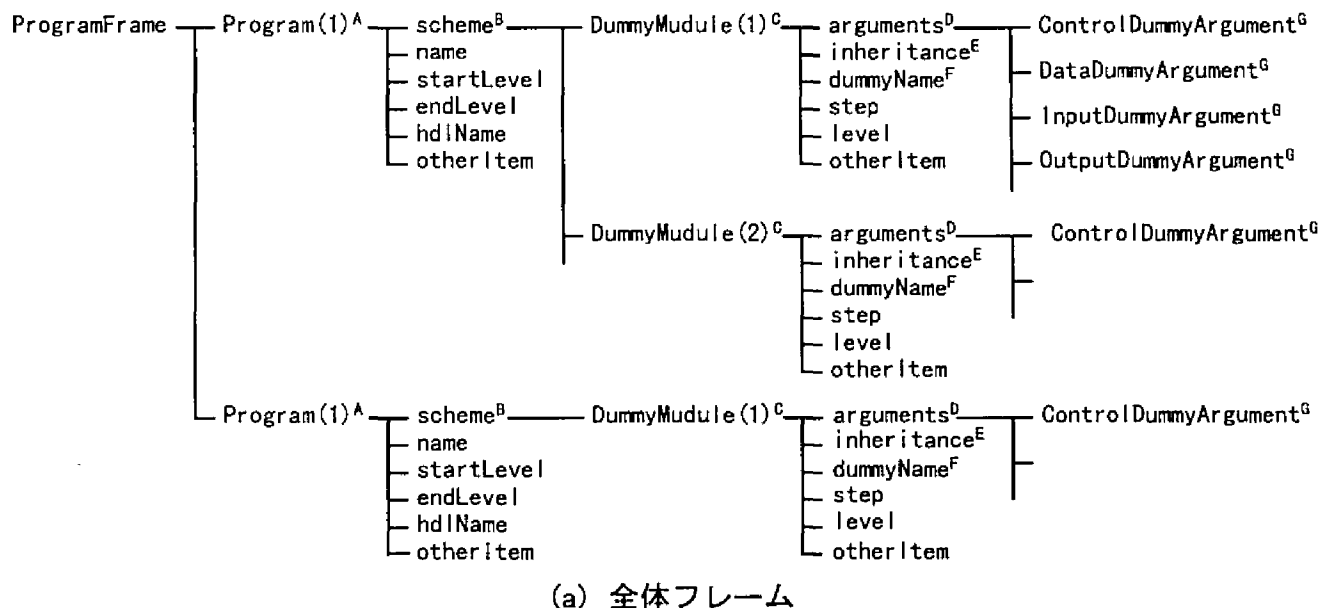 ProgramFrame Program(1)A schemeB DummyMudule(1)C argumentsD ControlDummyArgumentG
name inheritanceE
startLevel dummyNameF DataDummyArgumentG
endLevel step InputDummyArgumentG
hdlName level
otherItem otherItem OutputDummyArgumentG
DummyMudule(2)C argumentsD ControlDummyArgumentG
inheritanceE
dummyNameF
step
level
otherItem
Program(1)A schemeB DummyMudule(1)C argumentsD ControlDummyArgumentG
name inheritanceE
startLevel dummyNameF
endLevel step
hdlName level
otherItem otherItem
(a) 全体フレーム